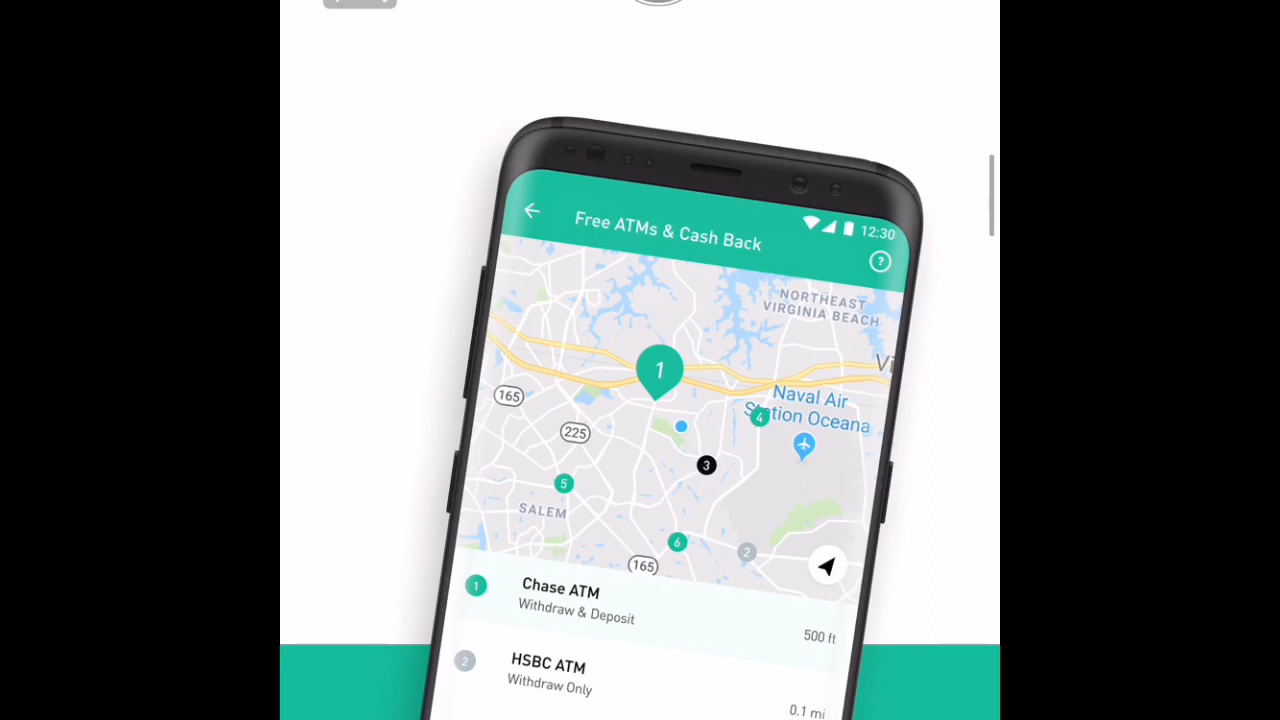 12:30
Free ATMs & Cash Back
?
NORTHEAST
VIRGINIA BEACH
1
Vi
165
Naval Air
Station Oceana
4
225
3
5
SALEM
6
2
165
1
Chase ATM
Withdraw & Deposit
500 ft
2
HSBC ATM
Withdraw Only
0.1 mi